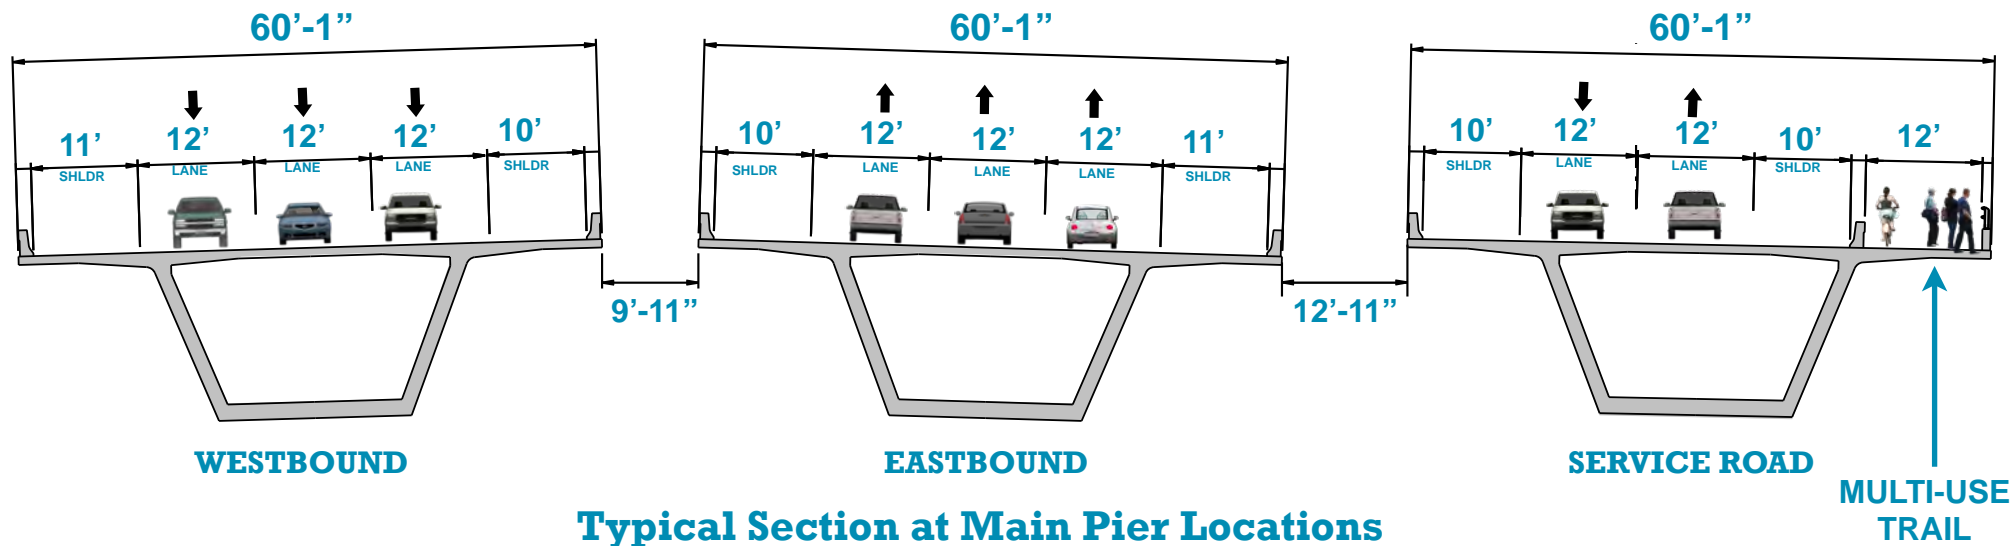 60’-1” 60’-1” 60’-1”
11’ 12’ 12’ 12’ 10’ 10’ 12’ 12’ 12’ 11’ 10’ 12’ 12’ 10’ 12’
SHLDR LANE LANE LANE SHLDR SHLDR LANE LANE LANE SHLDR SHLDR LANE LANE SHLDR
9’-11” 12’-11”
WESTBOUND EASTBOUND SERVICE ROAD
MULTI-USE
TRAIL
Typical Section at Main Pier Locations